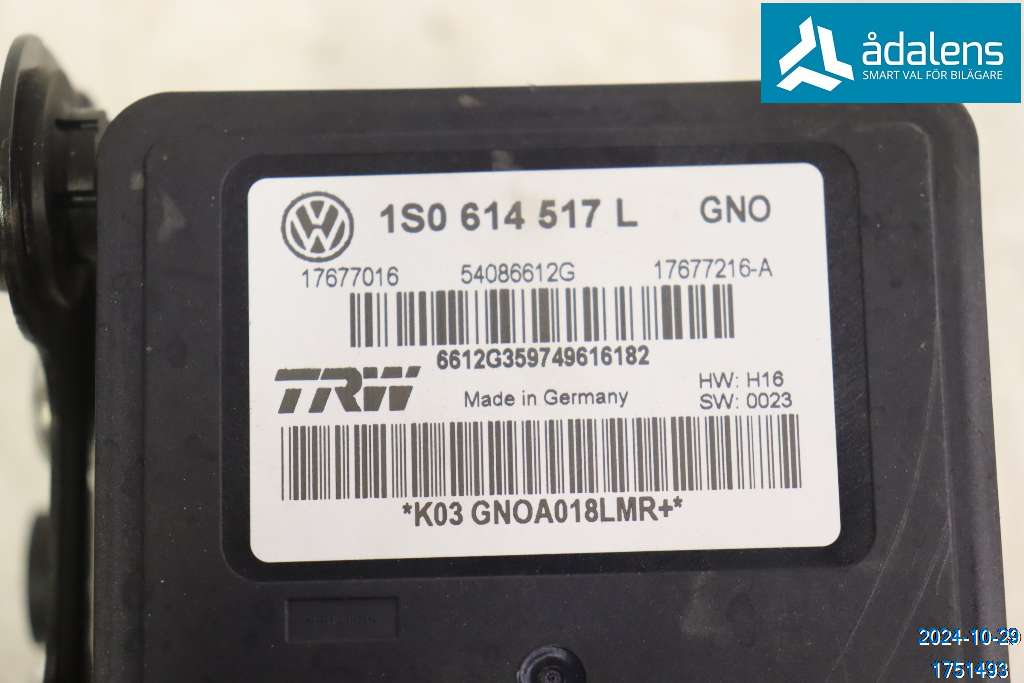 ådalens
SMART VAL FÖR BILÄGARE
1S0 614 517 L GNO
17677016 54086612G 17677216-A
6612G359749616182
TRW Made in Germany HW: H16
SW: 0023
*K03 GNOA018LMR+*
2024-10-29
1751493